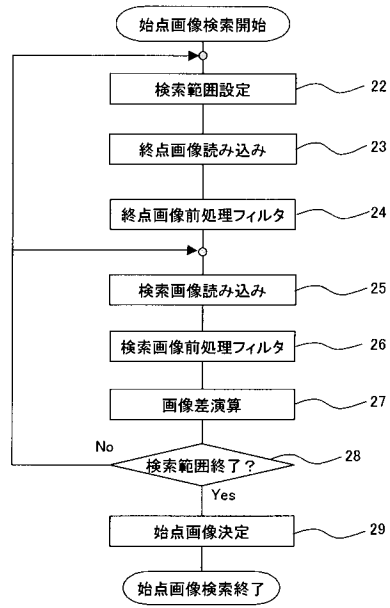 始点画像検索開始
検索範囲設定
22
終点画像読み込み
23
終点画像前処理フィルタ
24
検索画像読み込み
25
検索画像前処理フィルタ
26
画像差演算
27
No
検索範囲終了？
28
Yes
始点画像決定
29
始点画像検索終了